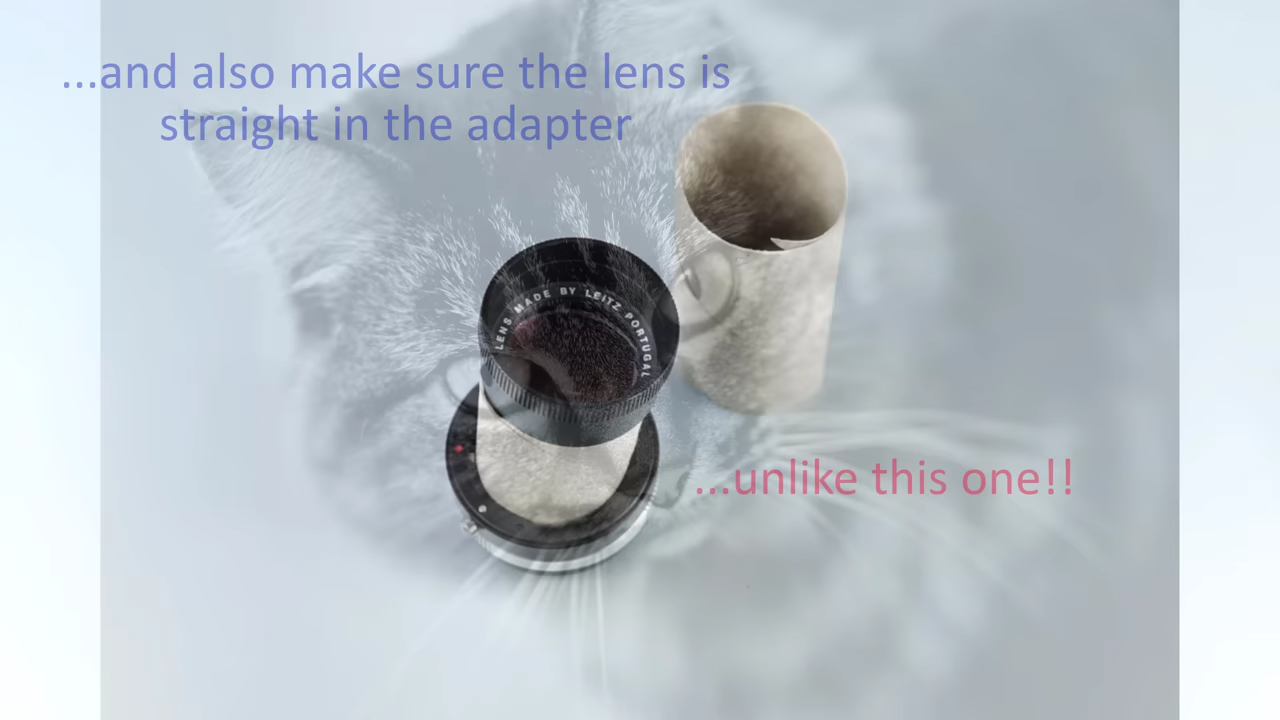 ...and also make sure the lens is
straight in the adapter
LENS MADE BY LEITZ PORTUGAL
...unlike this one!!